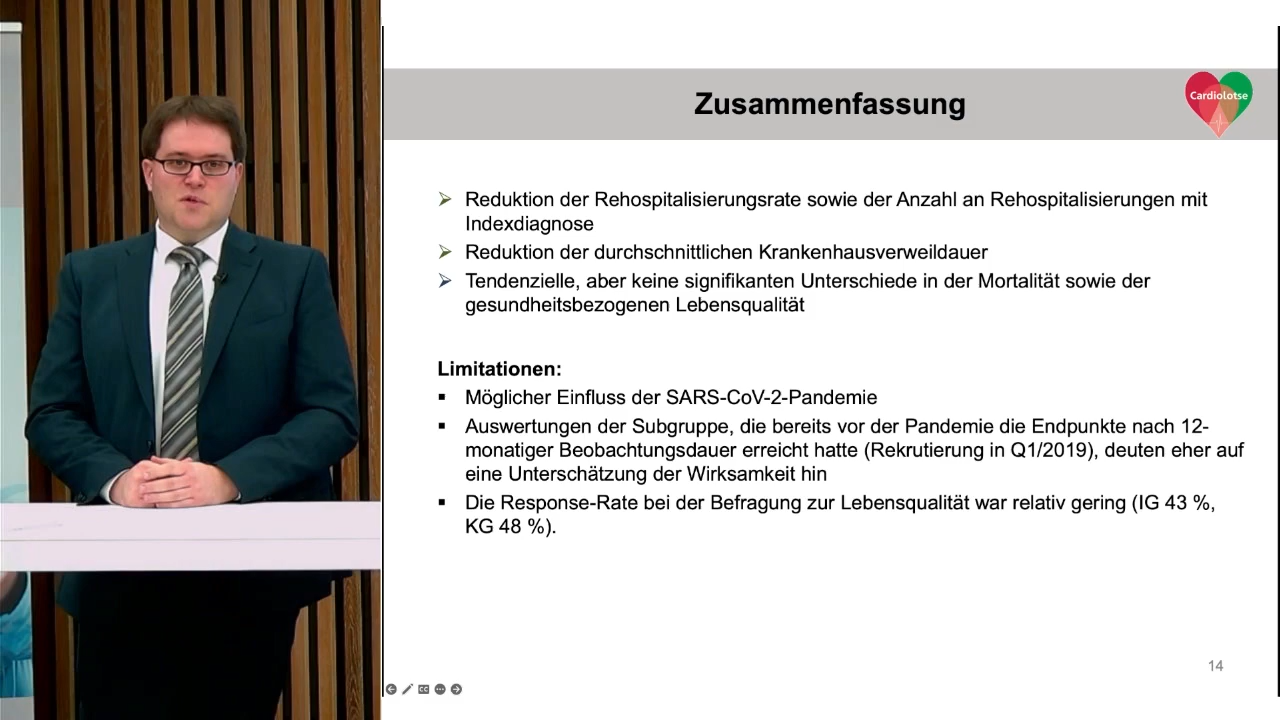 Zusammenfassung
CardioLotse
➢ Reduktion der Rehospitalisierungsrate sowie der Anzahl an Rehospitalisierungen mit
Indexdiagnose
➢ Reduktion der durchschnittlichen Krankenhausverweildauer
➢ Tendenzielle, aber keine signifikanten Unterschiede in der Mortalität sowie der
gesundheitsbezogenen Lebensqualität
Limitationen:
▪ Möglicher Einfluss der SARS-CoV-2-Pandemie
▪ Auswertungen der Subgruppe, die bereits vor der Pandemie die Endpunkte nach 12-
monatiger Beobachtungsdauer erreicht hatte (Rekrutierung in Q1/2019), deuten eher auf
eine Unterschätzung der Wirksamkeit hin
▪ Die Response-Rate bei der Befragung zur Lebensqualität war relativ gering (IG 43 %,
KG 48 %).
14